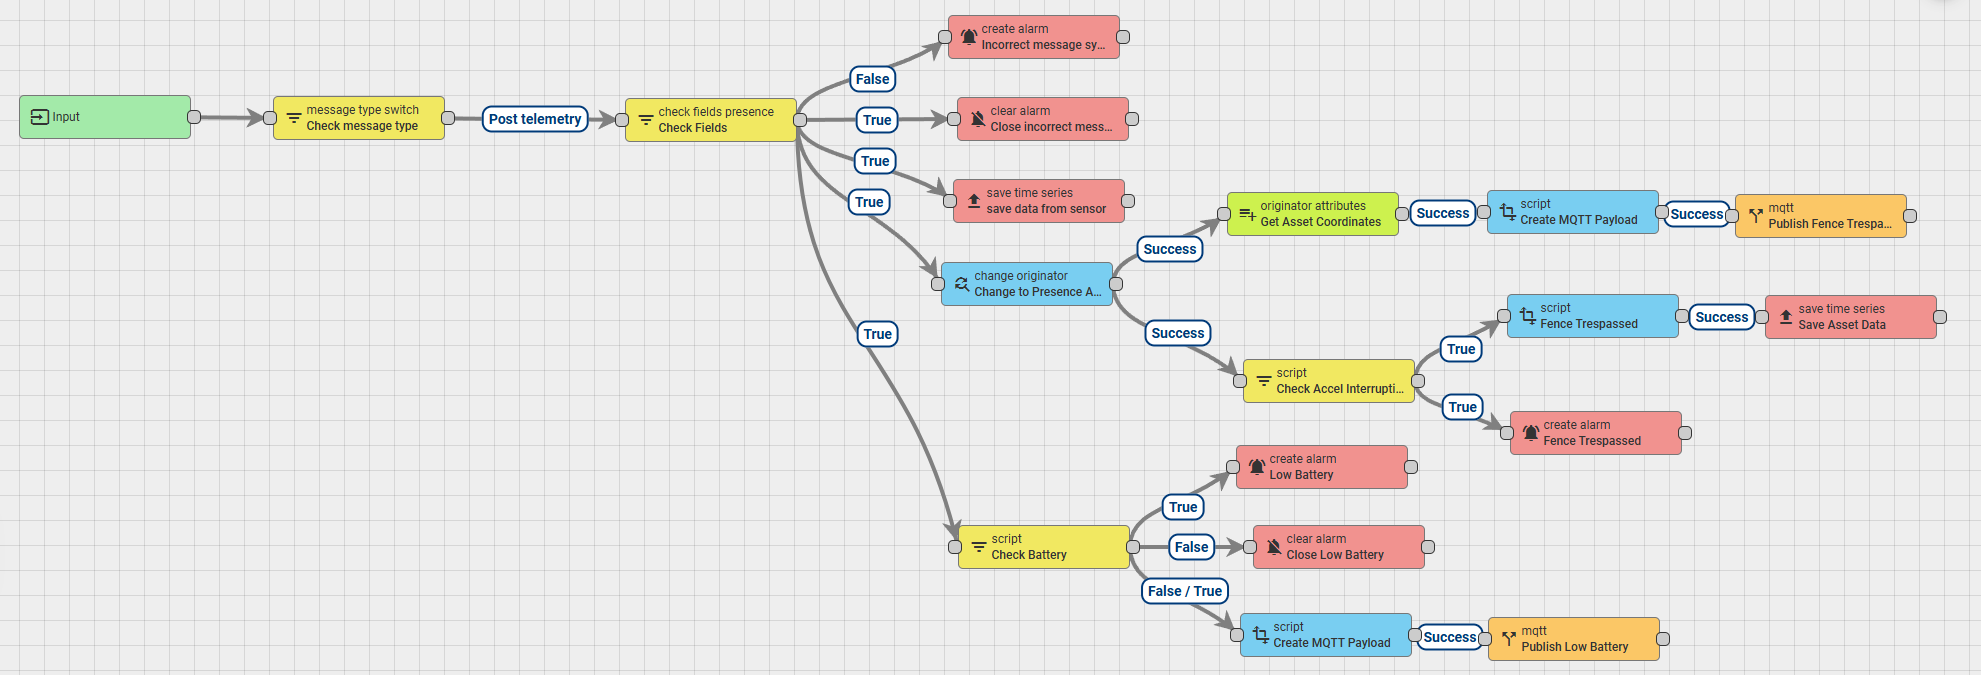 Input
message type switch
Check message type
Post telemetry
check fields presence
Check Fields
False
create alarm
Incorrect message sy...
True
clear alarm
Close incorrect mess...
True
save time series
save data from sensor
True
change originator
Change to Presence A...
Success
originator attributes
Get Asset Coordinates
Success
script
Create MQTT Payload
Success
mqtt
Publish Fence Trespa...
Success
script
Check Accel Interrupti...
True
script
Fence Trespassed
Success
save time series
Save Asset Data
True
create alarm
Fence Trespassed
True
script
Check Battery
True
create alarm
Low Battery
False
clear alarm
Close Low Battery
False / True
script
Create MQTT Payload
Success
mqtt
Publish Low Battery